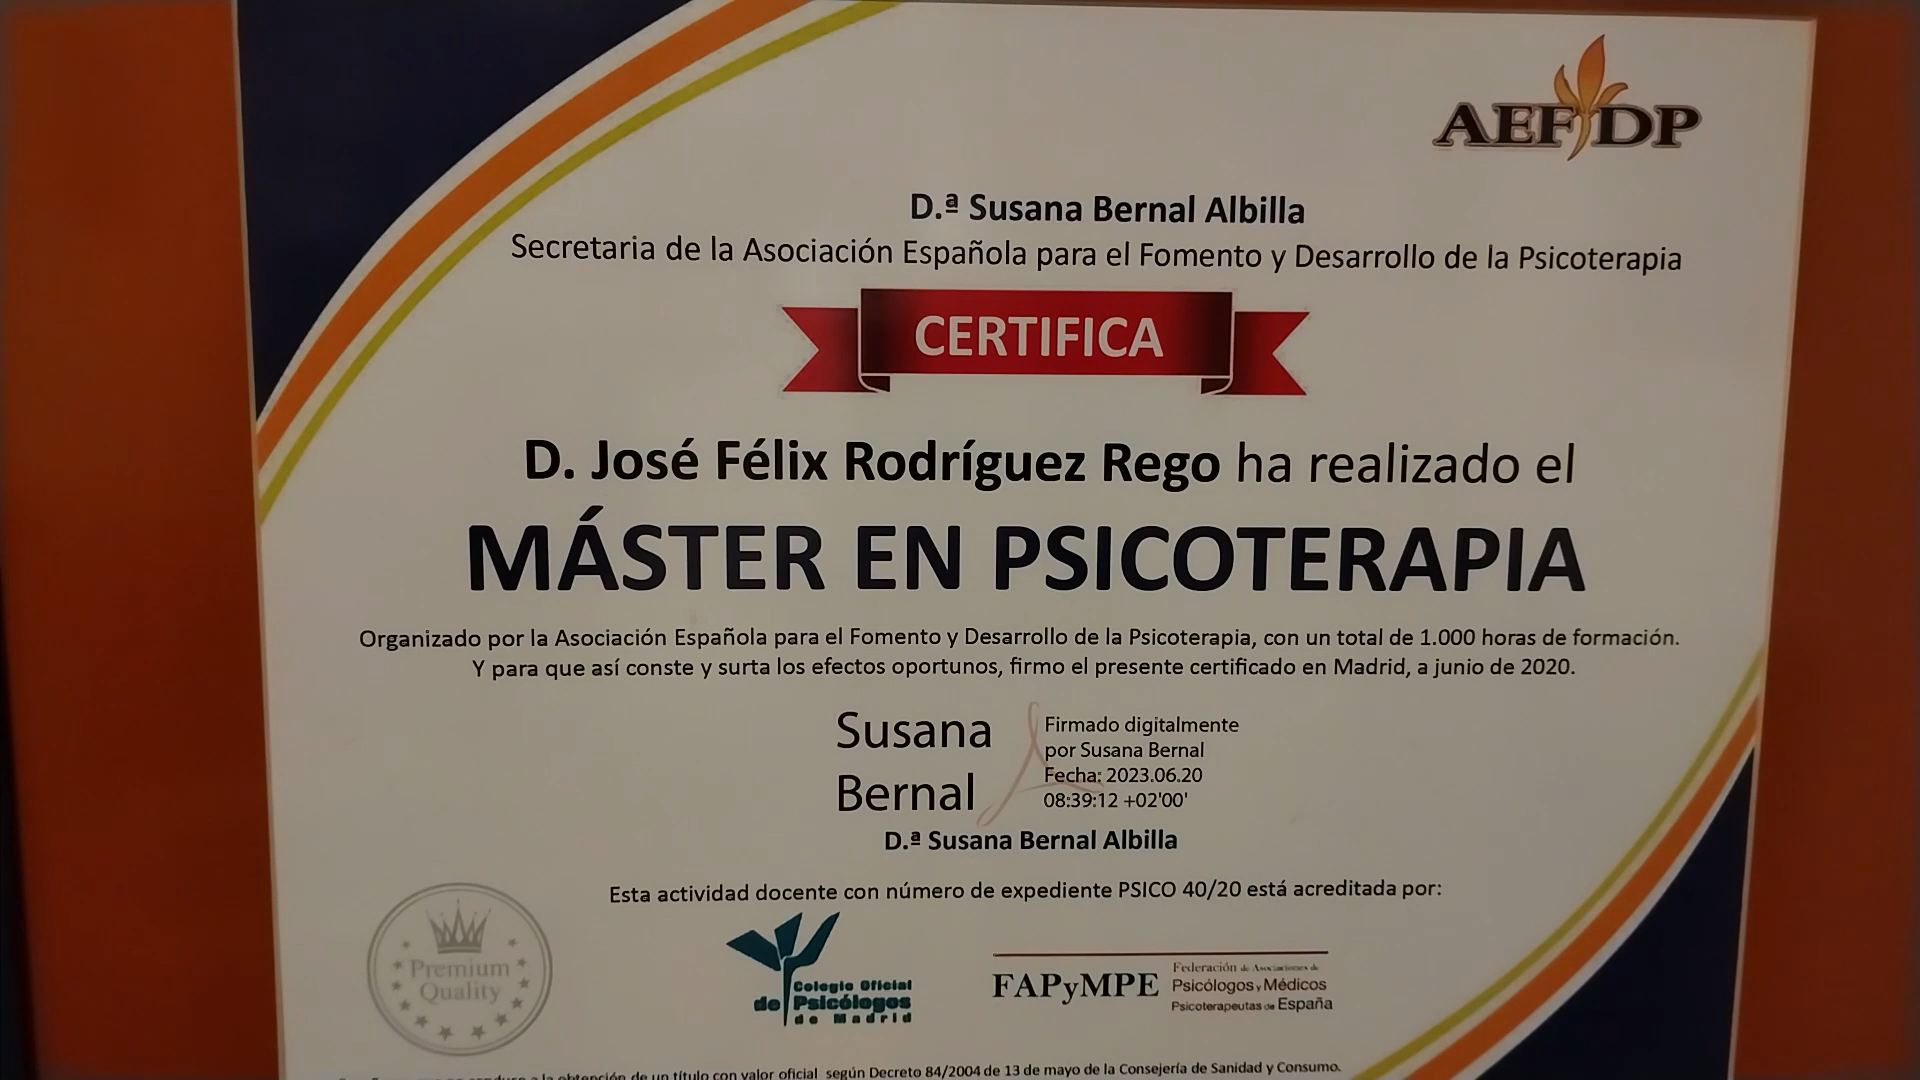 AEFDP
D.ª Susana Bernal Albilla
Secretaria de la Asociación Española para el Fomento y Desarrollo de la Psicoterapia
CERTIFICA
D. José Félix Rodríguez Rego ha realizado el
MÁSTER EN PSICOTERAPIA
Organizado por la Asociación Española para el Fomento y Desarrollo de la Psicoterapia, con un total de 1.000 horas de formación.
Y para que así conste y surta los efectos oportunos, firmo el presente certificado en Madrid, a junio de 2020.
Susana
Bernal
Firmado digitalmente
por Susana Bernal
Fecha: 2023.06.20
08:39:12 +02'00'
D.ª Susana Bernal Albilla
Esta actividad docente con número de expediente PSICO 40/20 está acreditada por:
Premium
Quality
Colegio Oficial
de Psicólogos
de Madrid
FAPyMPE
Federación de Asociaciones de
Psicólogos y Médicos
Psicoterapeutas de España
a la obtención de un título con valor oficial según Decreto 84/2004 de 13 de mayo de la Consejería de Sanidad y Consumo.